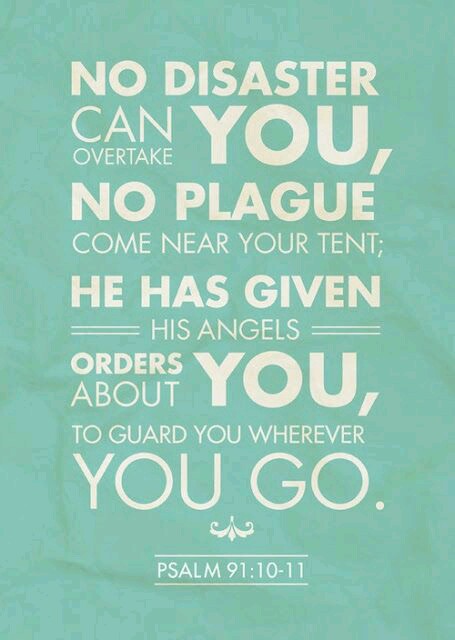 NO DISASTER
CAN OVERTAKE YOU,
NO PLAGUE
COME NEAR YOUR TENT;
HE HAS GIVEN
HIS ANGELS
ORDERS ABOUT YOU,
TO GUARD YOU WHEREVER
YOU GO.
PSALM 91:10-11